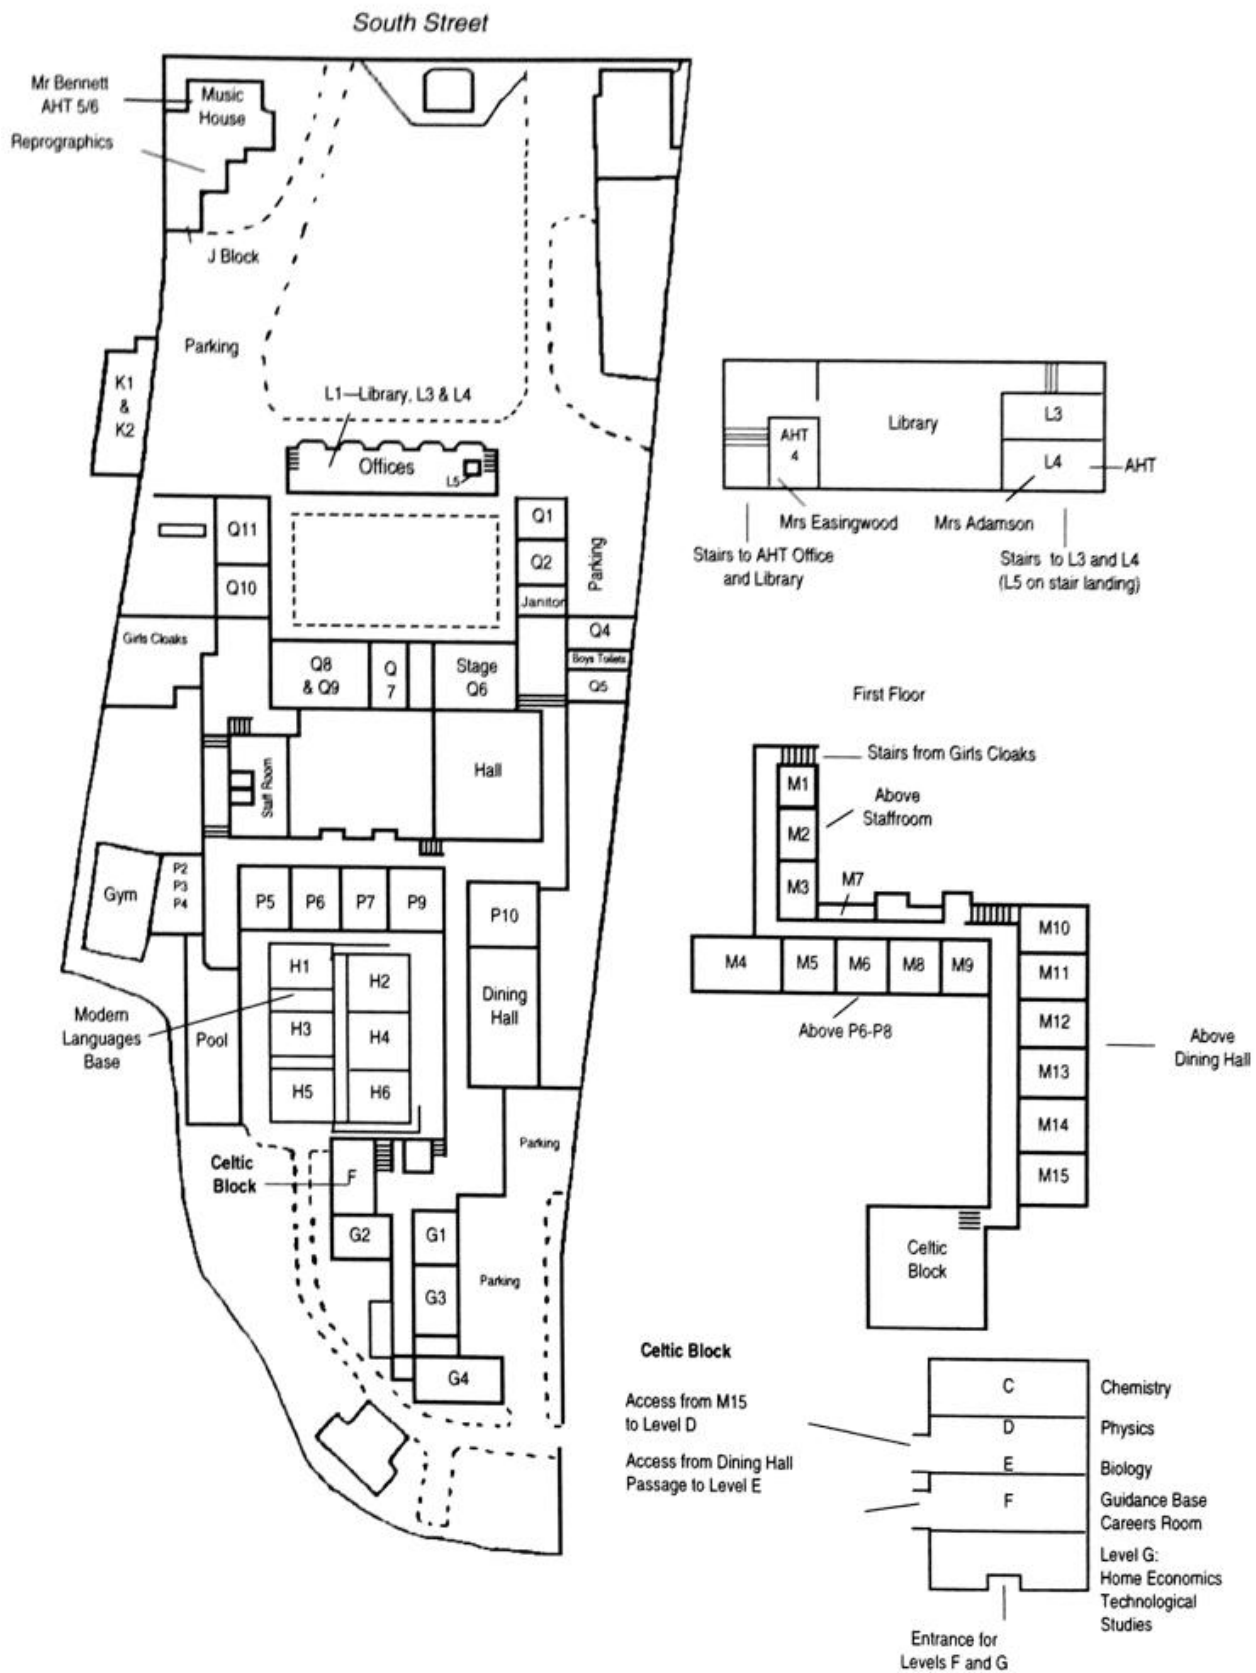 South Street
Mr Bennett
AHT 5/6
Music
House
Reprographics
J Block
Parking
K1
&
K2
L1—Library, L3 & L4
Offices
L5
Q11
Q10
Q1
Q2
Janitor
Parking
Girls Cloaks
Q8
& Q9
Q
7
Stage
Q6
Q4
Boys Toilets
Q5
Staff Room
Hall
Gym
P2
P3
P4
P5
P6
P7
P9
P10
H1
H2
H3
H4
H5
H6
Dining
Hall
Modern
Languages
Base
Pool
Parking
Celtic
Block
F
G2
G1
G3
Parking
G4
AHT
4
Library
L3
L4
AHT
Mrs Easingwood
Mrs Adamson
Stairs to AHT Office
and Library
Stairs to L3 and L4
(L5 on stair landing)
First Floor
Stairs from Girls Cloaks
M1
Above
Staffroom
M2
M3
M7
M4
M5
M6
M8
M9
Above P6-P8
M10
M11
M12
M13
M14
M15
Above
Dining Hall
Celtic
Block
Celtic Block
Access from M15
to Level D
Access from Dining Hall
Passage to Level E
C
Chemistry
D
Physics
E
Biology
F
Guidance Base
Careers Room
Level G:
Home Economics
Technological
Studies
Entrance for
Levels F and G